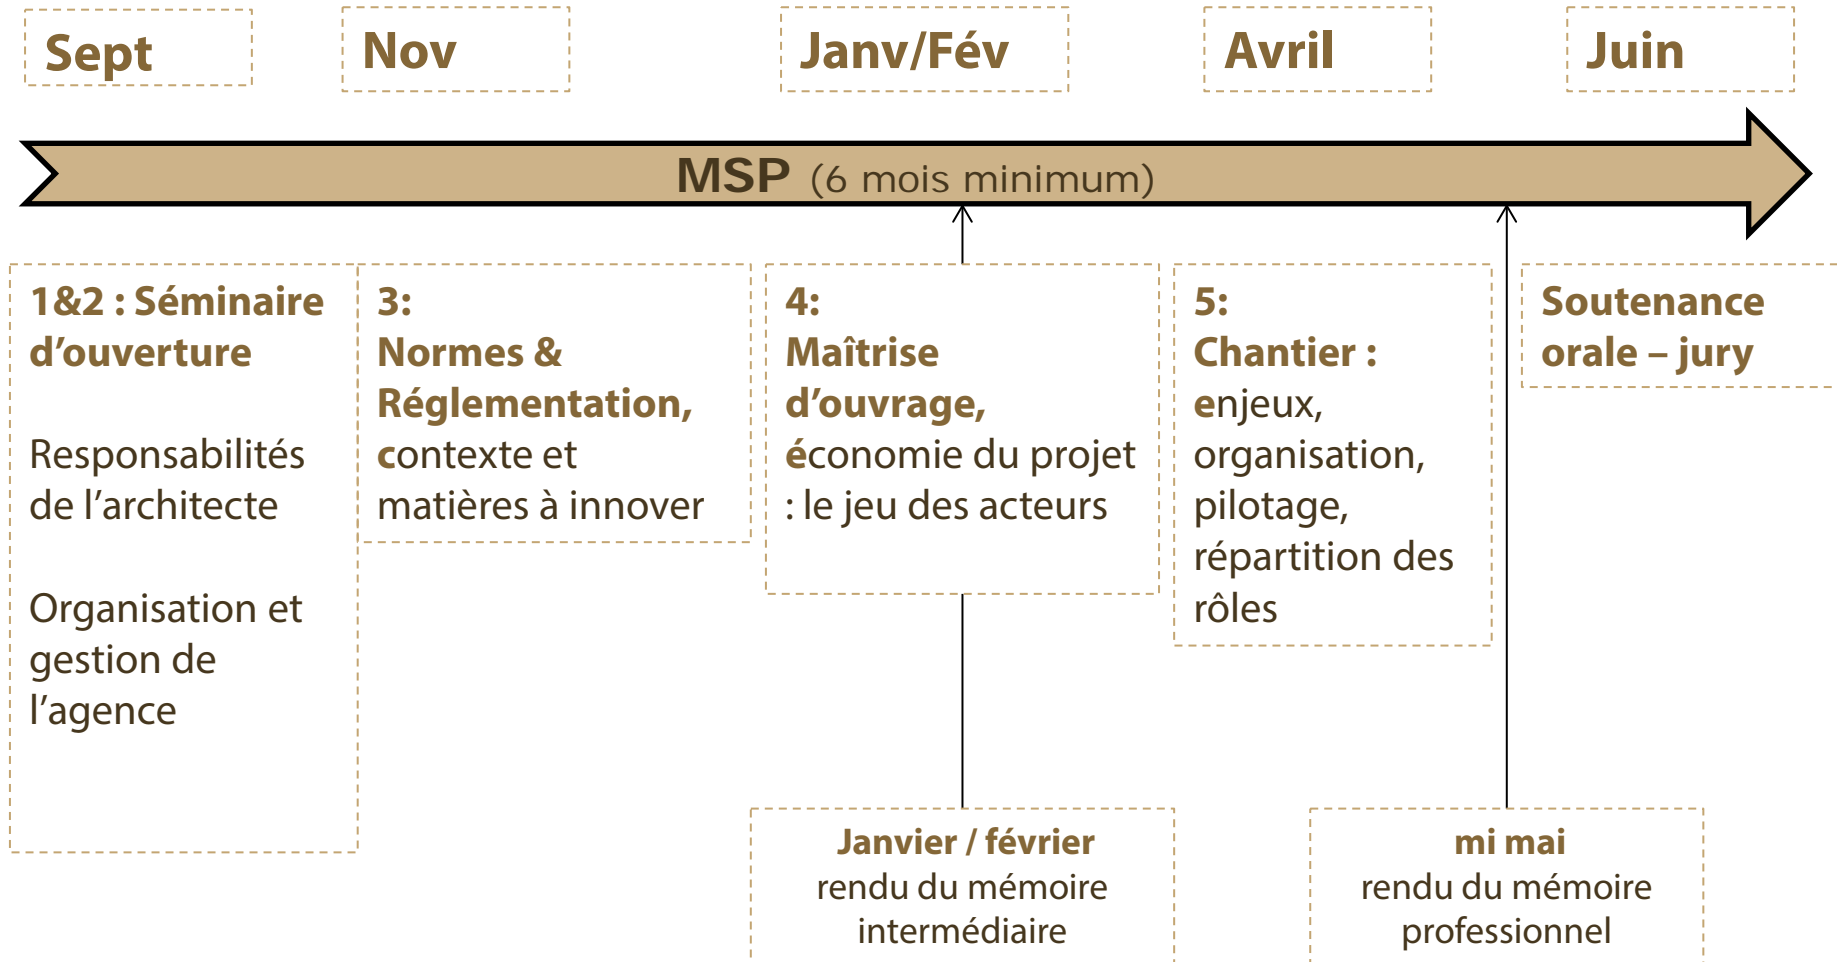 Sept
Nov
Janv/Fév
Avril
Juin
MSP (6 mois minimum)
1&2 : Séminaire
d’ouverture
Responsabilités
de l’architecte
Organisation et
gestion de
l’agence
3:
Normes &
Réglementation,
contexte et
matières à innover
4:
Maîtrise
d’ouvrage,
économie du projet
: le jeu des acteurs
5:
Chantier :
enjeux,
organisation,
pilotage,
répartition des
rôles
Soutenance
orale – jury
Janvier / février
rendu du mémoire
intermédiaire
mi mai
rendu du mémoire
professionnel